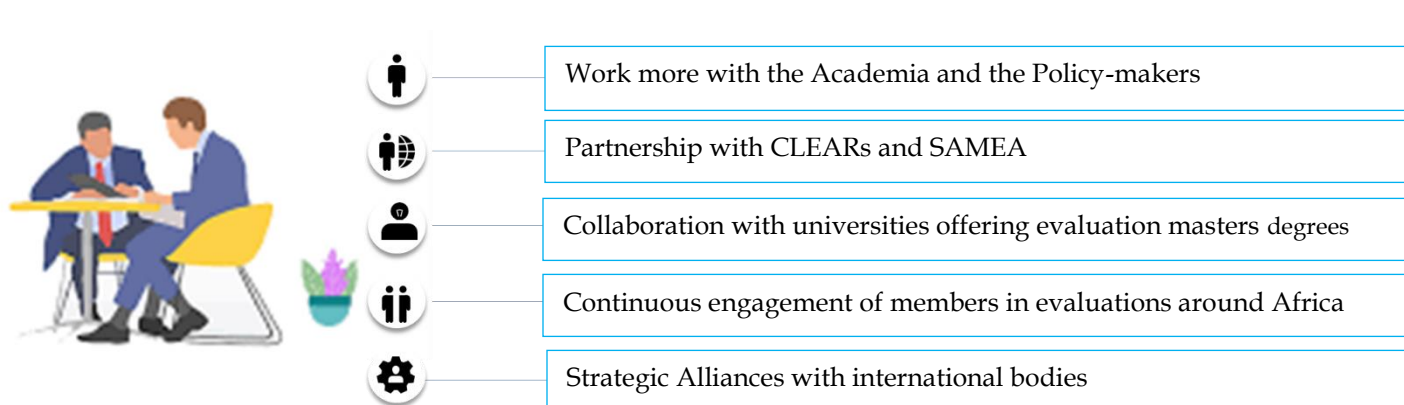 Work more with the Academia and the Policy-makers
Partnership with CLEARs and SAMEA
Collaboration with universities offering evaluation masters degrees
Continuous engagement of members in evaluations around Africa
Strategic Alliances with international bodies